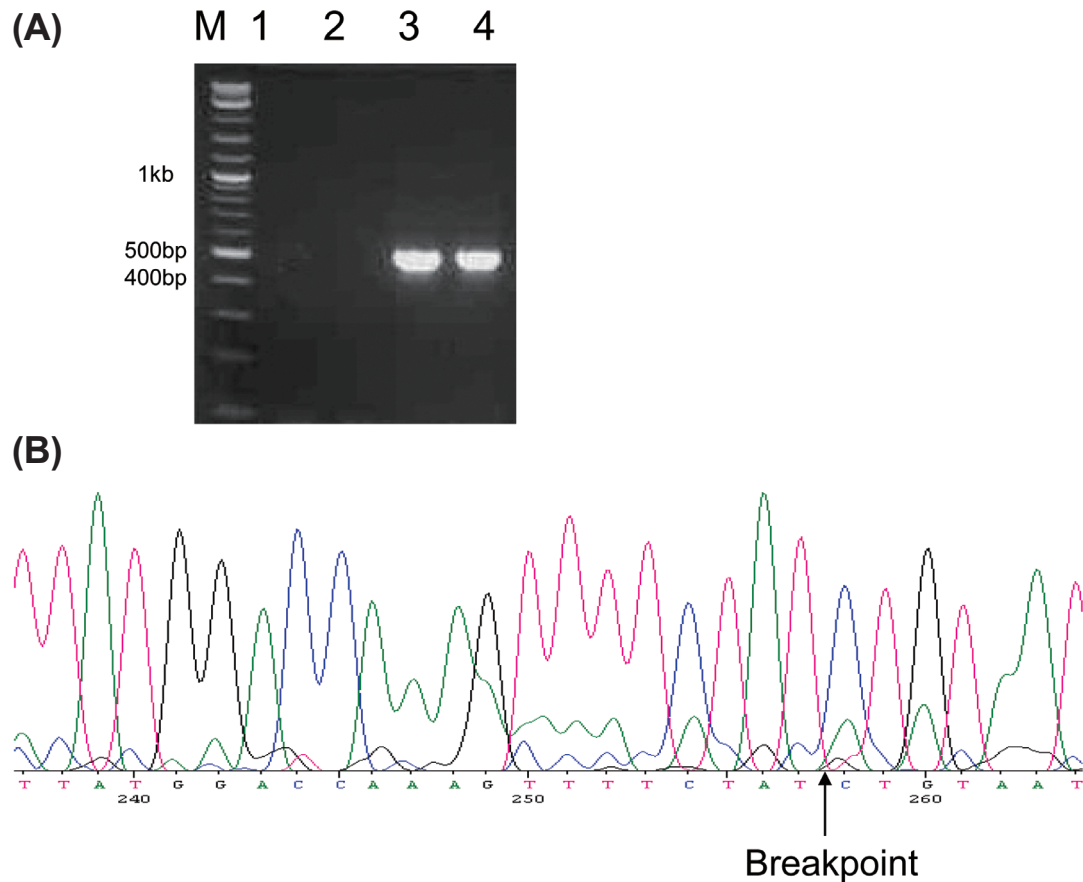 (A)
M 1 2 3 4
1kb
500bp
400bp
(B)
T T A T G G A C C A A A G T T T T C T A T C T G T A A T
240 250 260
Breakpoint